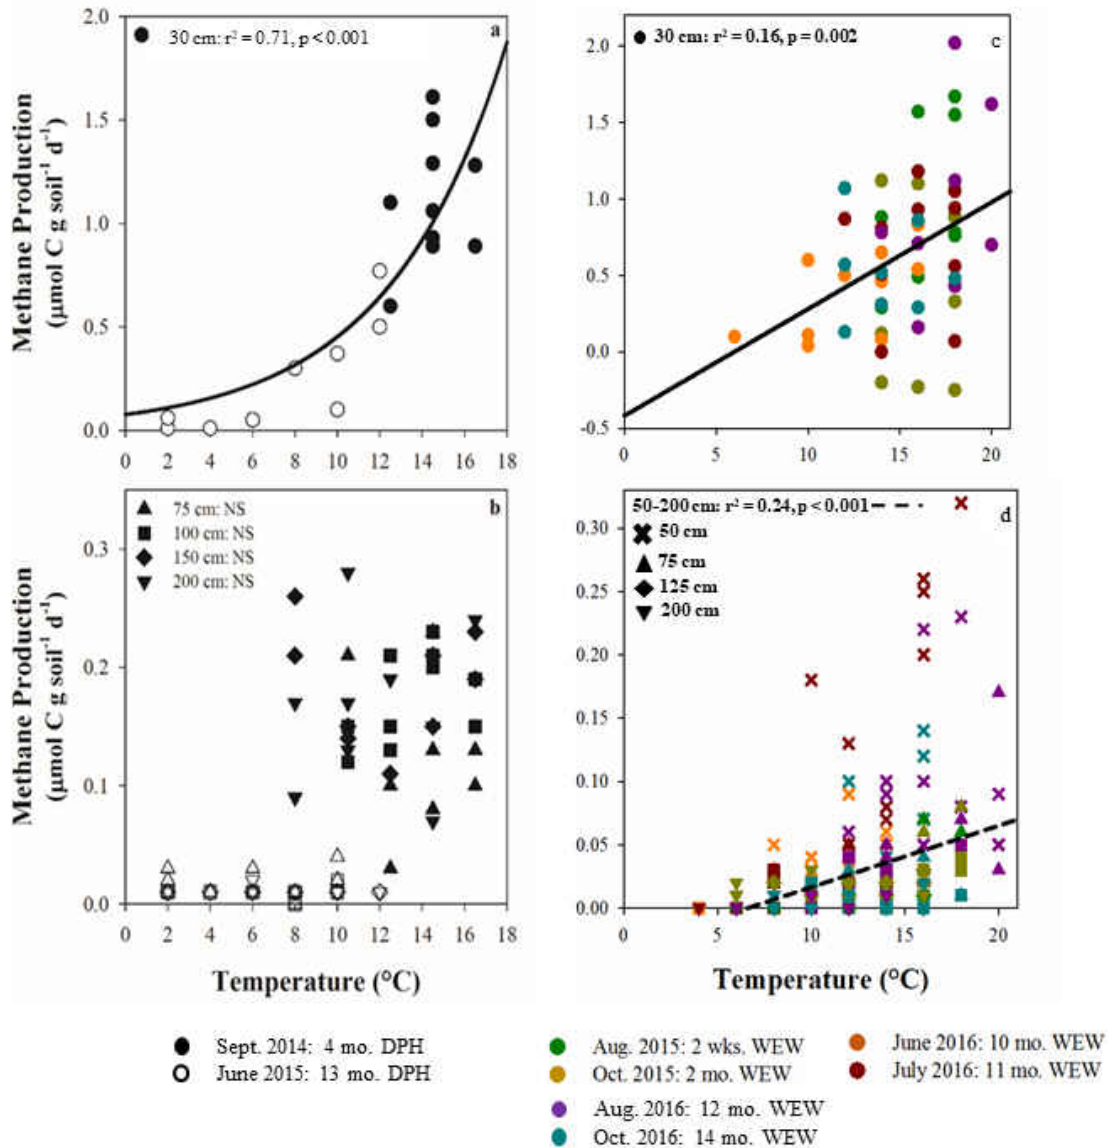 30 cm: r² = 0.71, p < 0.001
a
Methane Production
(µmol C g soil⁻¹ d⁻¹)
2.0
1.5
1.0
0.5
0.0
0 2 4 6 8 10 12 14 16 18
30 cm: r² = 0.16, p = 0.002
c
2.0
1.5
1.0
0.5
0.0
-0.5
0 5 10 15 20
75 cm: NS
100 cm: NS
150 cm: NS
200 cm: NS
b
Methane Production
(µmol C g soil⁻¹ d⁻¹)
0.3
0.2
0.1
0.0
0 2 4 6 8 10 12 14 16 18
Temperature (°C)
50-200 cm: r² = 0.24, p < 0.001
50 cm
75 cm
125 cm
200 cm
d
0.30
0.25
0.20
0.15
0.10
0.05
0.00
0 5 10 15 20
Temperature (°C)
Sept. 2014: 4 mo. DPH
June 2015: 13 mo. DPH
Aug. 2015: 2 wks. WEW
Oct. 2015: 2 mo. WEW
Aug. 2016: 12 mo. WEW
Oct. 2016: 14 mo. WEW
June 2016: 10 mo. WEW
July 2016: 11 mo. WEW